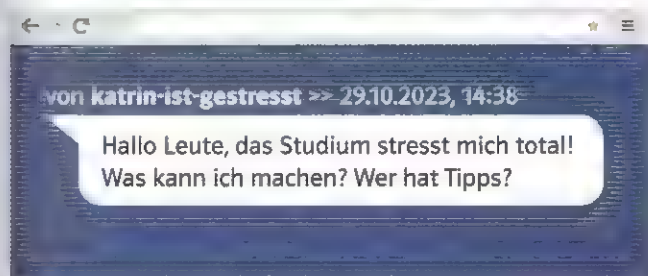 von katrin-ist-gestresst >> 29.10.2023, 14:38
Hallo Leute, das Studium stresst mich total!
Was kann ich machen? Wer hat Tipps?